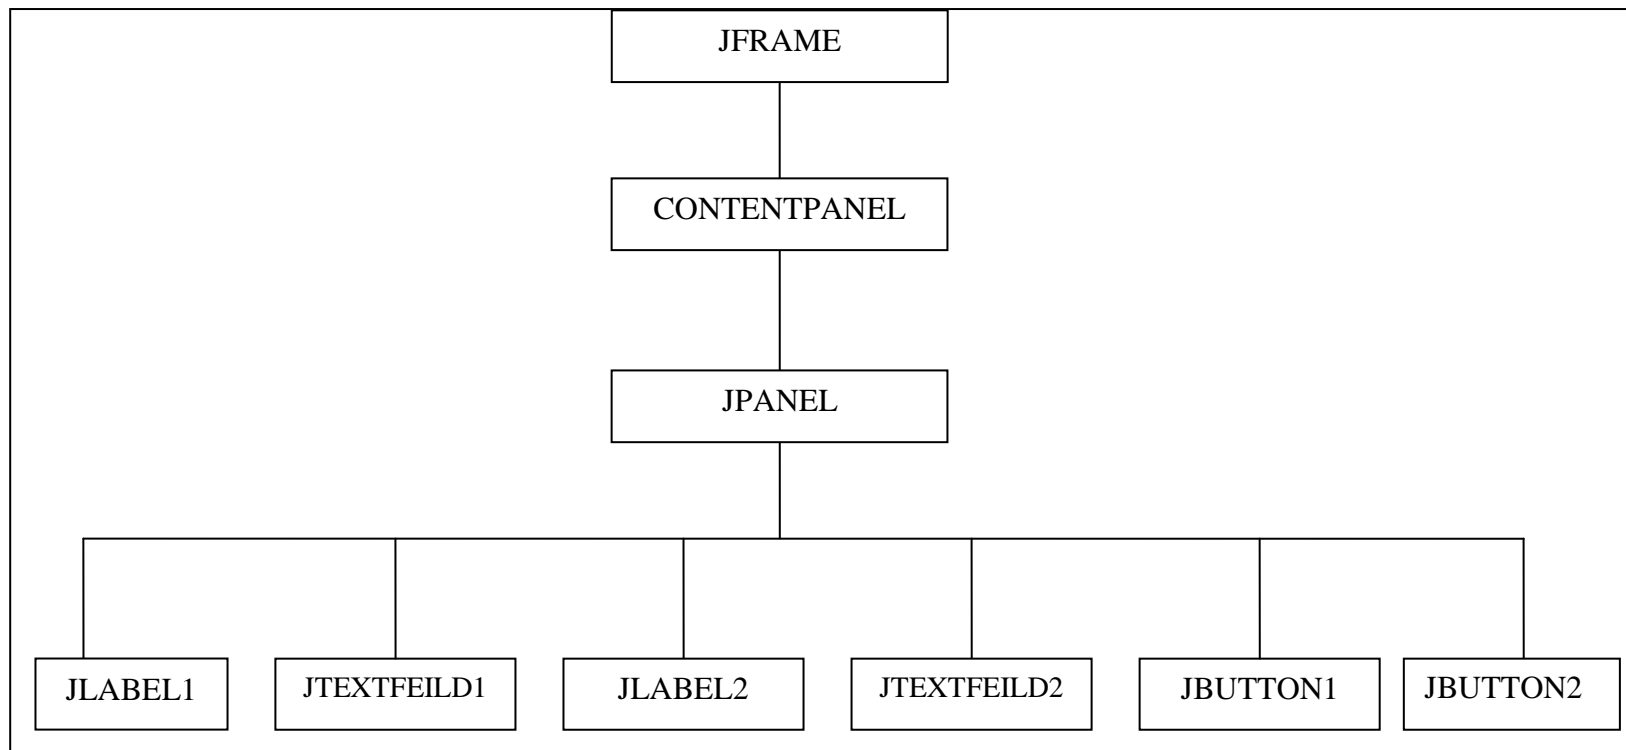 JFRAME
CONTENTPANEL
JPANEL
JLABEL1
JTEXTFEILD1
JLABEL2
JTEXTFEILD2
JBUTTON1
JBUTTON2